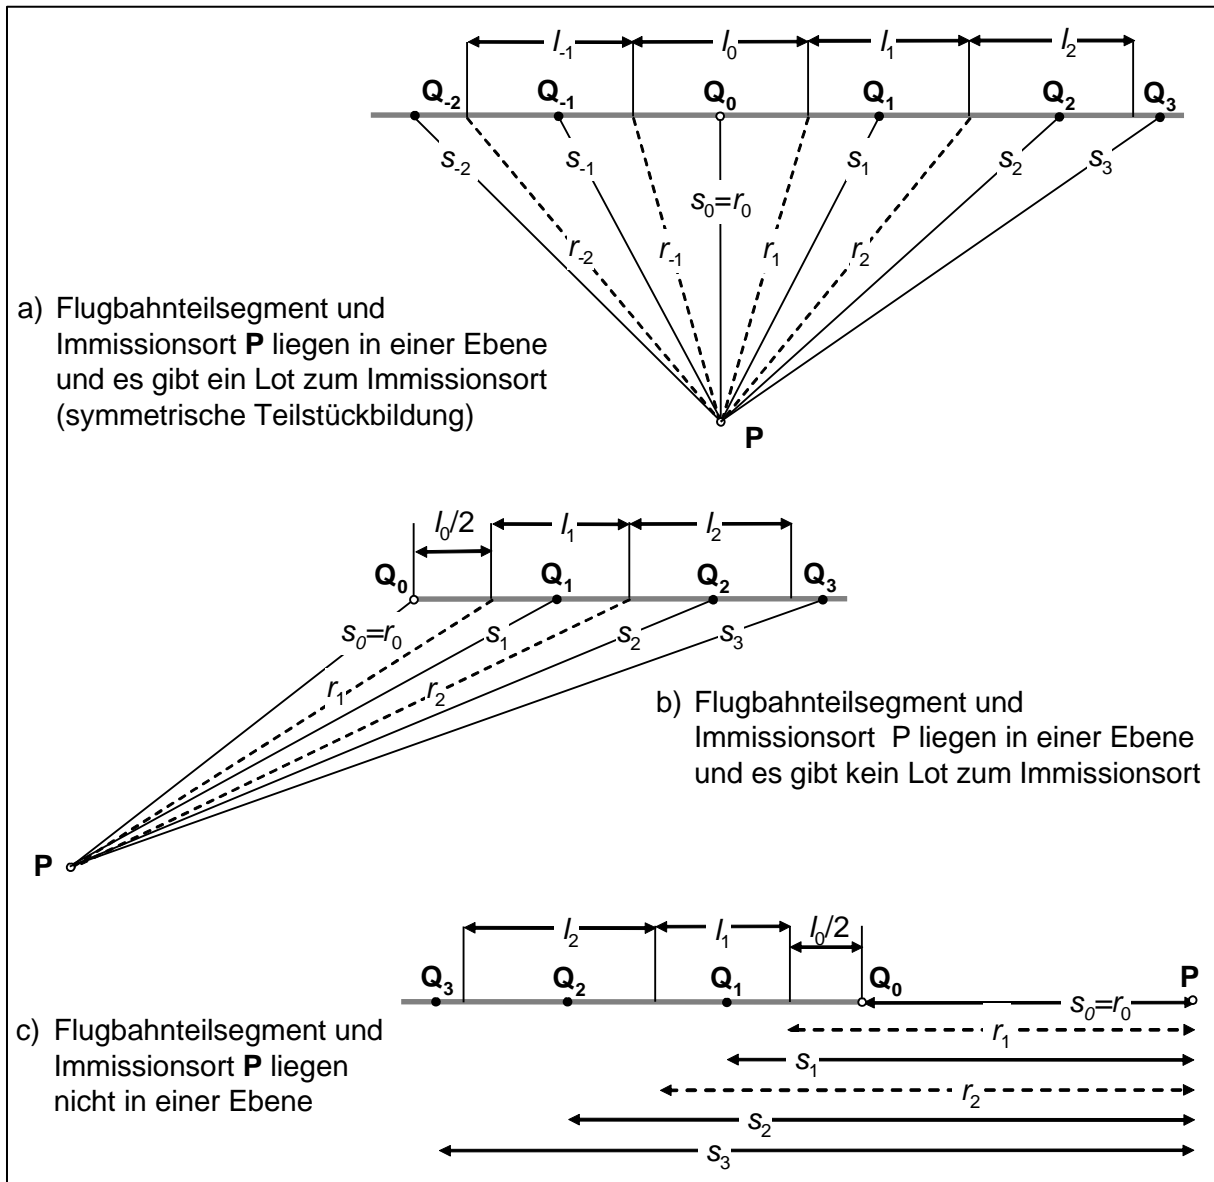 l-1 l0 l1 l2
Q-2 Q-1 Q0 Q1 Q2 Q3
s-2 s-1 s0=r0 s1 s2 s3
r-2 r-1 r1 r2
a) Flugbahnteilsegment und
Immissionsort P liegen in einer Ebene
und es gibt ein Lot zum Immissionsort
(symmetrische Teilstückbildung)
P
l0/2 l1 l2
Q0 Q1 Q2 Q3
s0=r0 s1 s2 s3
r1 r2
b) Flugbahnteilsegment und
Immissionsort P liegen in einer Ebene
und es gibt kein Lot zum Immissionsort
P
l2 l1 l0/2
Q3 Q2 Q1 Q0 P
s0=r0
c) Flugbahnteilsegment und
Immissionsort P liegen
nicht in einer Ebene
r1
s1
r2
s2
s3